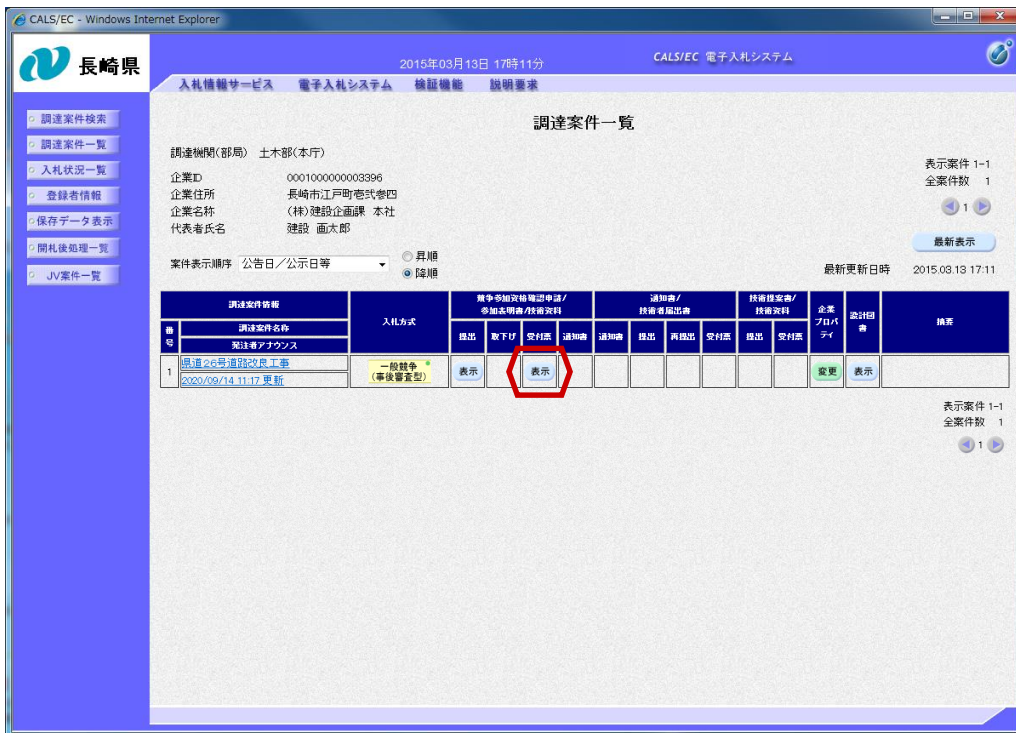 CALS/EC - Windows Internet Explorer
長崎県
2015年03月13日 17時11分
CALS/EC 電子入札システム
入札情報サービス 電子入札システム 検証機能 説明要求
調達案件検索
調達案件一覧
入札状況一覧
登録者情報
保存データ表示
開札後処理一覧
JV案件一覧
調達案件一覧
調達機関(部局) 土木部(本庁)
企業ID 0001000000003396
企業住所 長崎市江戸町壱弐参四
企業名称 (株)建設企画課 本社
代表者氏名 建設 画太郎
表示案件 1-1
全案件数 1
1
最新表示
案件表示順序 公告日/公示日等
昇順
降順
最新更新日時 2015.03.13 17:11
調達案件情報 入札方式 競争参加資格確認申請/参加表明書/技術資料 通知書/技術者届出書 技術提案書/技術資料 企業プロパティ 設計図書 摘要
番号 調達案件名称 発注者アナウンス 提出 取下げ 受付票 通知書 通知書 提出 再提出 受付票 提出 受付票
1 県道26号道路改良工事 一般競争(事後審査型) 表示 表示 変更 表示
2020/09/14 11:17 更新
表示案件 1-1
全案件数 1
1